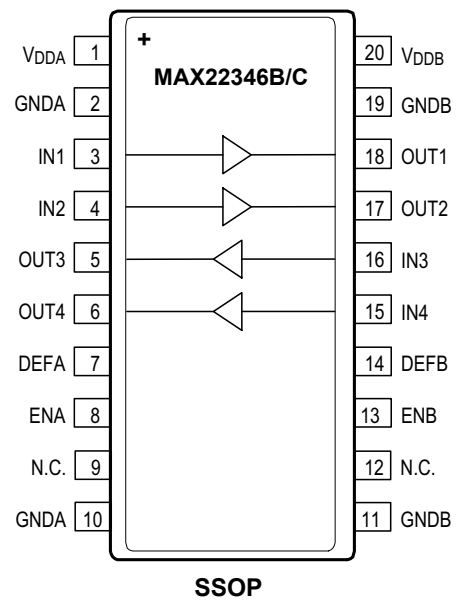 +
MAX22346B/C
VDDA 1 20 VDDB
GNDA 2 19 GNDB
IN1 3 18 OUT1
IN2 4 17 OUT2
OUT3 5 16 IN3
OUT4 6 15 IN4
DEFA 7 14 DEFB
ENA 8 13 ENB
N.C. 9 12 N.C.
GNDA 10 11 GNDB
SSOP